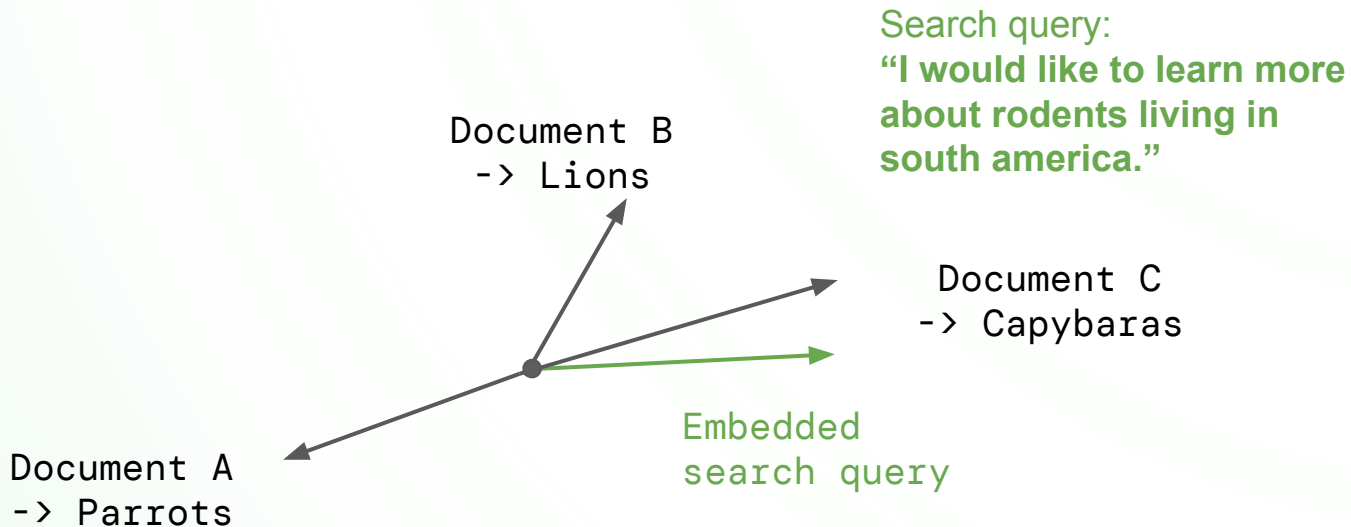 Search query:
“I would like to learn more
about rodents living in
south america.”
Document B
-> Lions
Document C
-> Capybaras
Embedded
search query
Document A
-> Parrots